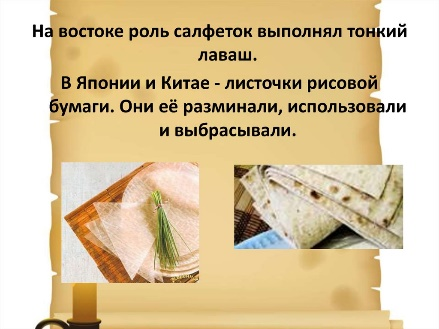 На востоке роль салфеток выполнял тонкий
лаваш.
В Японии и Китае - листочки рисовой
бумаги. Они её разминали, использовали
и выбрасывали.